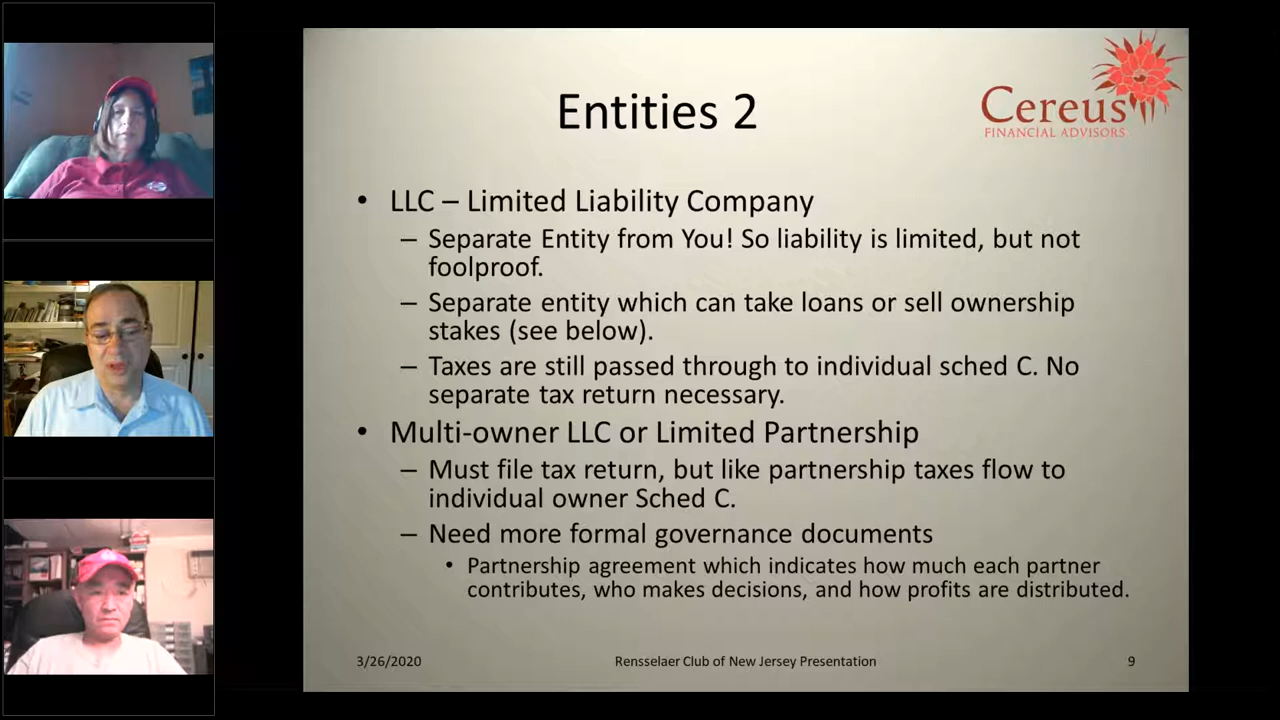 Entities 2
Cereus
FINANCIAL ADVISORS
• LLC – Limited Liability Company
– Separate Entity from You! So liability is limited, but not
foolproof.
– Separate entity which can take loans or sell ownership
stakes (see below).
– Taxes are still passed through to individual sched C. No
separate tax return necessary.
• Multi-owner LLC or Limited Partnership
– Must file tax return, but like partnership taxes flow to
individual owner Sched C.
– Need more formal governance documents
• Partnership agreement which indicates how much each partner
contributes, who makes decisions, and how profits are distributed.
3/26/2020
Rensselaer Club of New Jersey Presentation
9